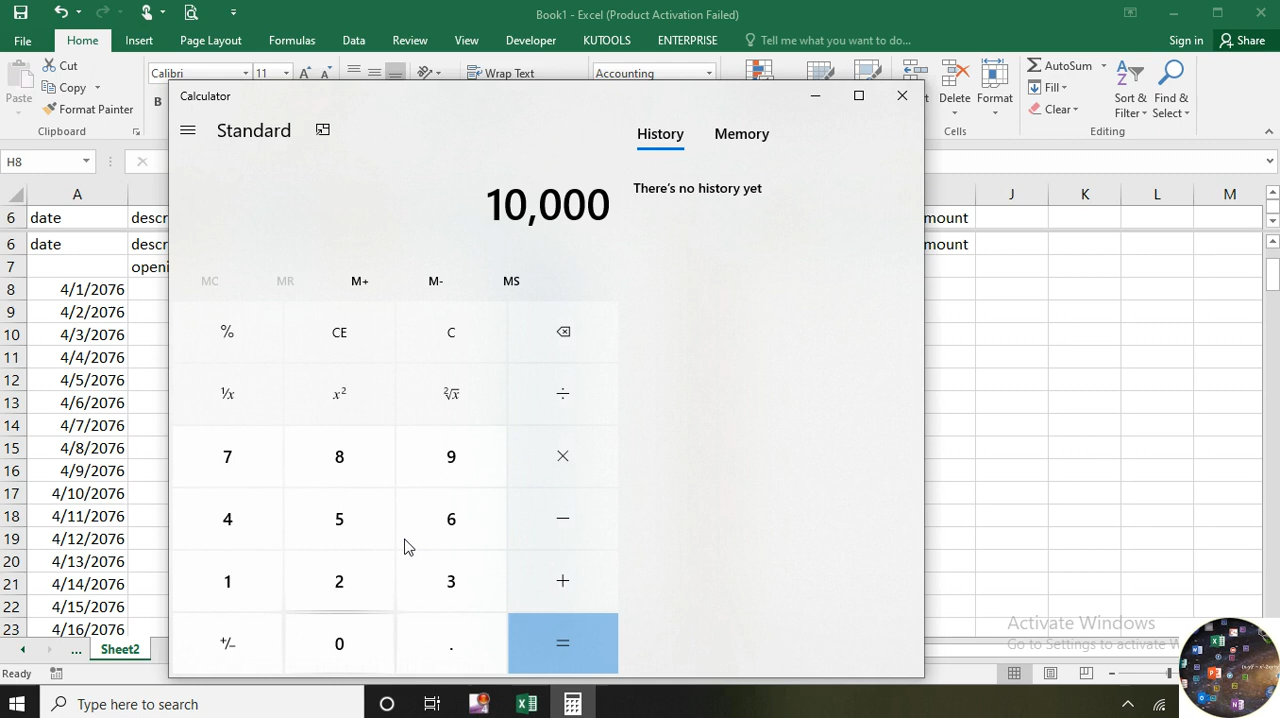 Book1 - Excel (Product Activation Failed)
File Home Insert Page Layout Formulas Data Review View Developer KUTOOLS ENTERPRISE Tell me what you want to do... Sign in Share
Paste
Cut
Copy
Format Painter
Clipboard
Calibri 11
B
Wrap Text
Accounting
Delete Format
Cells
AutoSum
Fill
Clear
Sort & Filter
Find & Select
Editing
H8
Calculator
Standard
History Memory
10,000
There's no history yet
MC MR M+ M- MS
% CE C
1/x x² ²√x ÷
7 8 9 ×
4 5 6 −
1 2 3 +
+/− 0 . =
A J K L M
6 date descr mount
6 date descr mount
7 openi
8 4/1/2076
9 4/2/2076
10 4/3/2076
11 4/4/2076
12 4/5/2076
13 4/6/2076
14 4/7/2076
15 4/8/2076
16 4/9/2076
17 4/10/2076
18 4/11/2076
19 4/12/2076
20 4/13/2076
21 4/14/2076
22 4/15/2076
23 4/16/2076
Activate Windows
Go to Settings to activate W
... Sheet2
Ready
Type here to search